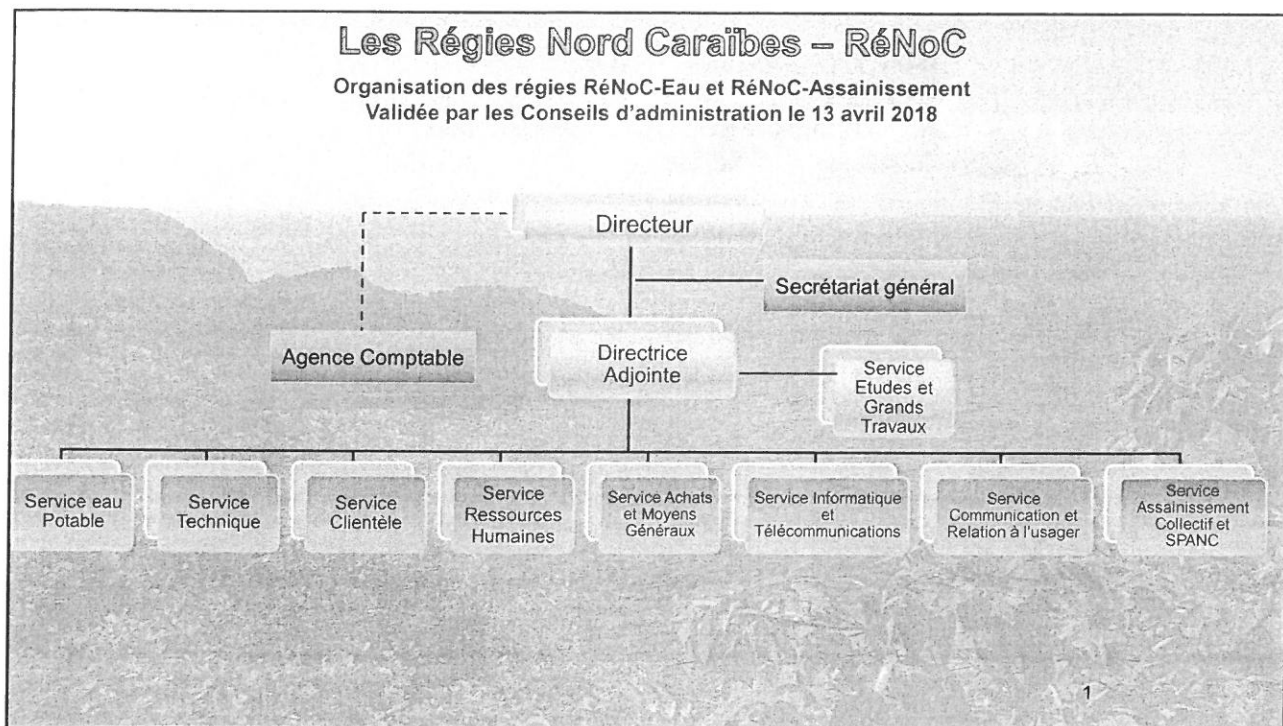 Les Régies Nord Caraïbes – RéNoC
Organisation des régies RéNoC-Eau et RéNoC-Assainissement
Validée par les Conseils d'administration le 13 avril 2018
Directeur
Secrétariat général
Agence Comptable
Directrice
Adjointe
Service
Etudes et
Grands
Travaux
Service eau
Potable
Service
Technique
Service
Clientèle
Service
Ressources
Humaines
Service Achats
et Moyens
Généraux
Service Informatique
et
Télécommunications
Service
Communication et
Relation à l'usager
Service
Assainissement
Collectif et
SPANC
1